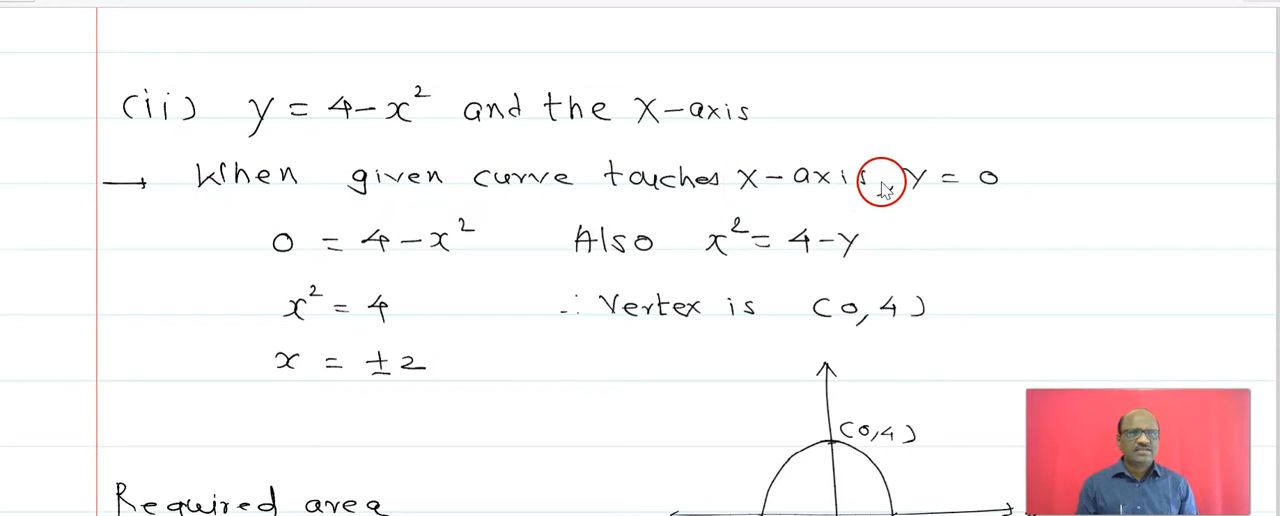 (ii) y = 4 - x² and the X-axis
→ When given curve touches X-axis, y = 0
0 = 4 - x² Also x² = 4 - y
x² = 4 ∴ Vertex is (0, 4)
x = ± 2
(0,4)
Required area